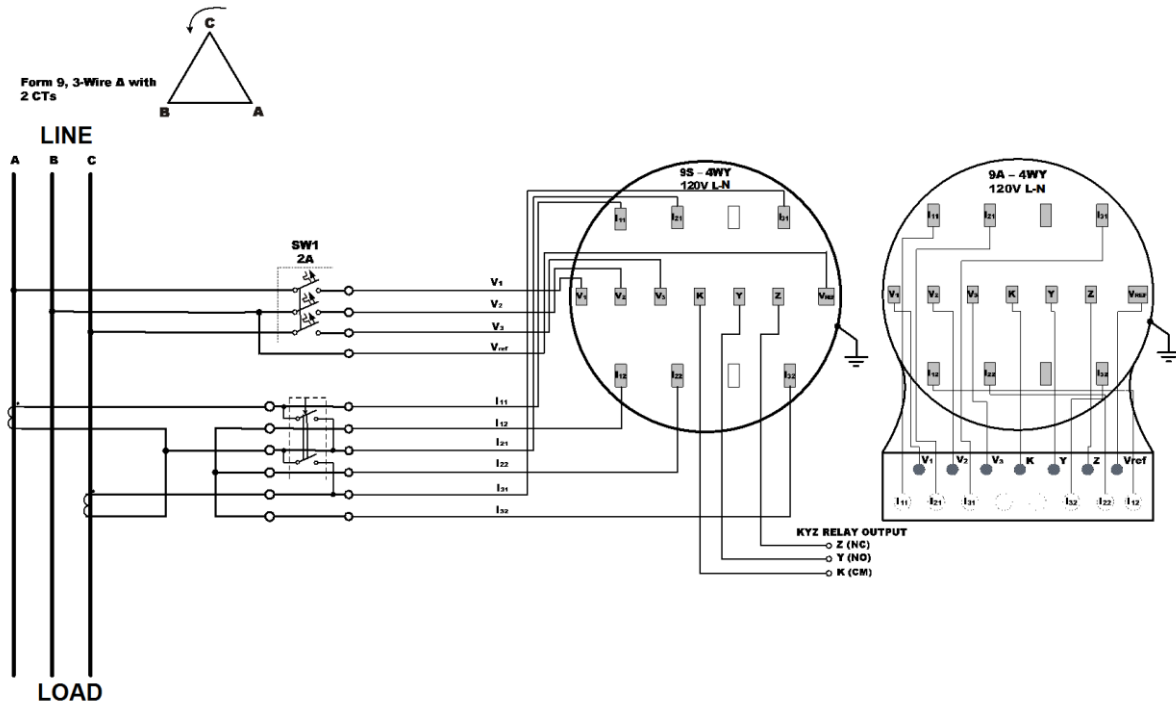 C
Form 9, 3-Wire Δ with
2 CTs
B A
LINE
A B C
SW1
2A
V₁
V₂
V₃
Vref
I₁₁
I₁₂
I₂₁
I₂₂
I₃₁
I₃₂
9S – 4WY
120V L-N
I₁₁ I₂₁ I₃₁
V₁ V₂ V₃ K Y Z VREF
I₁₂ I₂₂ I₃₂
KYZ RELAY OUTPUT
Z (NC)
Y (NO)
K (CM)
9A – 4WY
120V L-N
I₁₁ I₂₁ I₃₁
V₁ V₂ V₃ K Y Z VREF
I₁₂ I₂₂ I₃₂
V₁ V₂ V₃ K Y Z Vref
I₁₁ I₂₁ I₃₁ I₃₂ I₂₂ I₁₂
LOAD